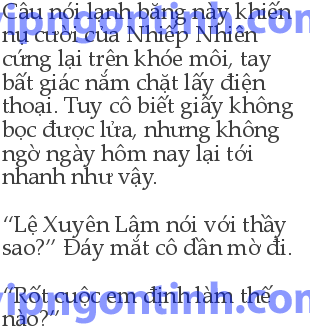 Câu nói lạnh băng này khiến
nụ cười của Nhiếp Nhiên
cứng lại trên khóe môi, tay
bất giác nắm chặt lấy điện
thoại. Tuy cô biết giấy không
bọc được lửa, nhưng không
ngờ ngày hôm nay lại tới
nhanh như vậy.
“Lệ Xuyên Lâm nói với thầy
sao?” Đáy mắt cô dần mờ đi.
“Rốt cuộc em định làm thế
nào?”